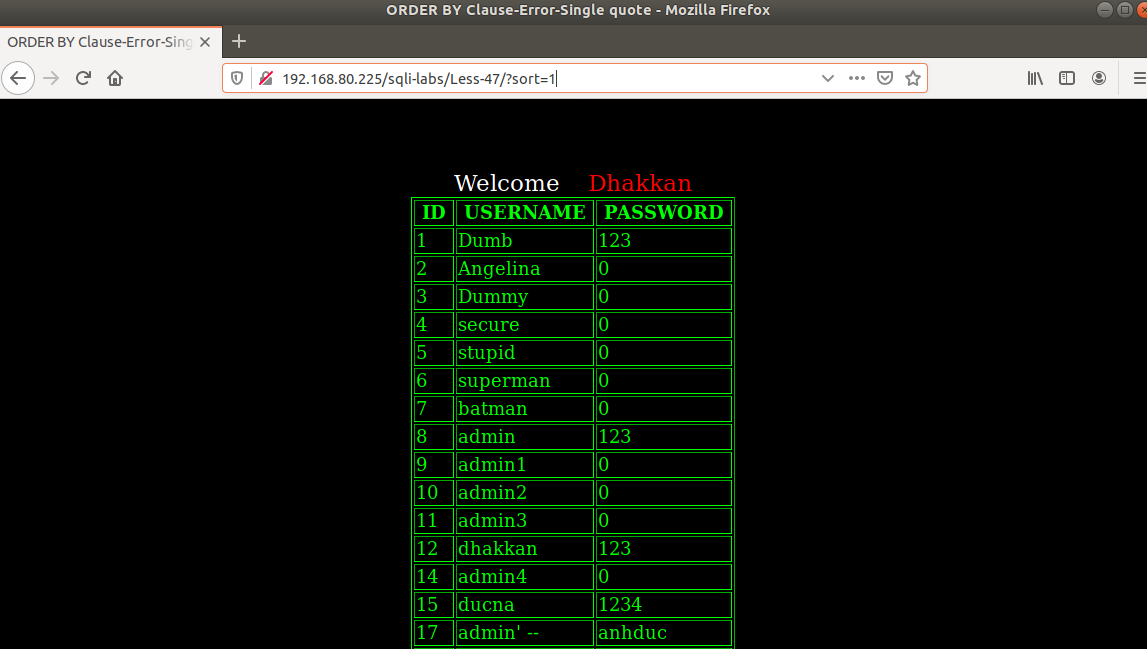 ORDER BY Clause-Error-Single quote - Mozilla Firefox
ORDER BY Clause-Error-Sing
192.168.80.225/sqli-labs/Less-47/?sort=1
Welcome Dhakkan
ID USERNAME PASSWORD
1 Dumb 123
2 Angelina 0
3 Dummy 0
4 secure 0
5 stupid 0
6 superman 0
7 batman 0
8 admin 123
9 admin1 0
10 admin2 0
11 admin3 0
12 dhakkan 123
14 admin4 0
15 ducna 1234
17 admin' -- anhduc